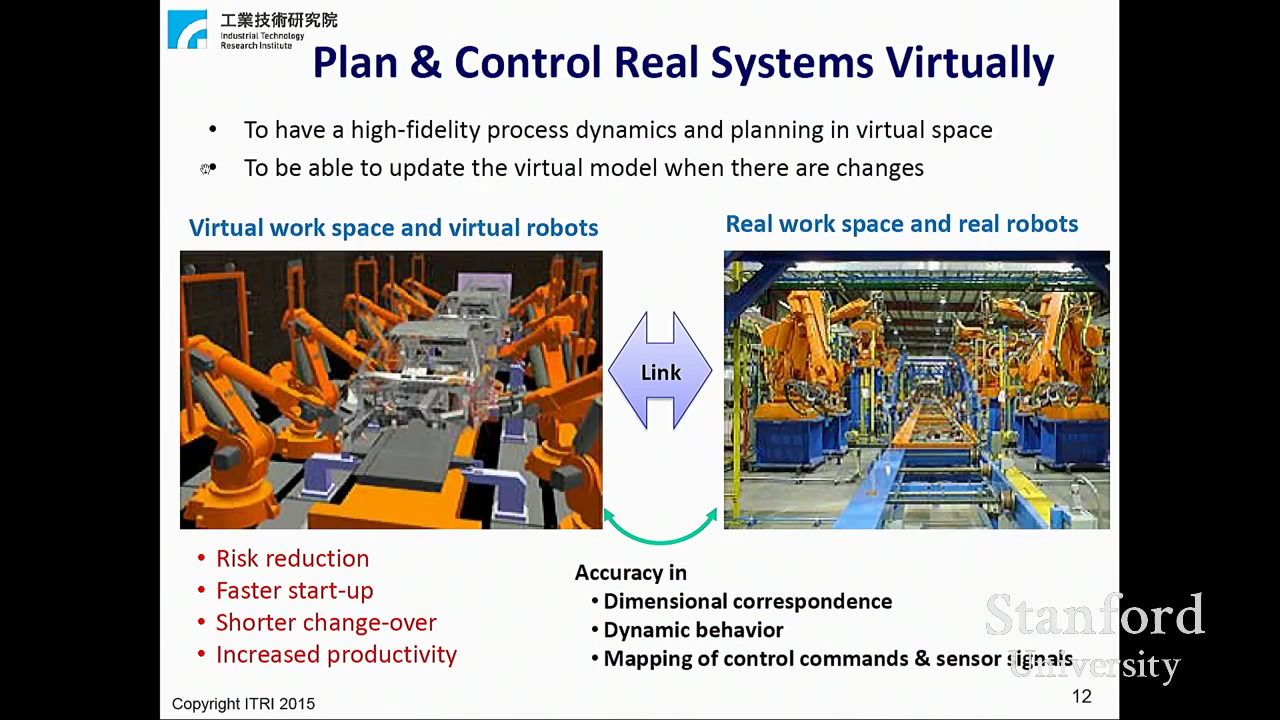 工業技術研究院
Industrial Technology
Research Institute
Plan & Control Real Systems Virtually
• To have a high-fidelity process dynamics and planning in virtual space
• To be able to update the virtual model when there are changes
Virtual work space and virtual robots
Real work space and real robots
Link
• Risk reduction
• Faster start-up
• Shorter change-over
• Increased productivity
Accuracy in
• Dimensional correspondence
• Dynamic behavior
• Mapping of control commands & sensor signals
Stanford
University
Copyright ITRI 2015
12